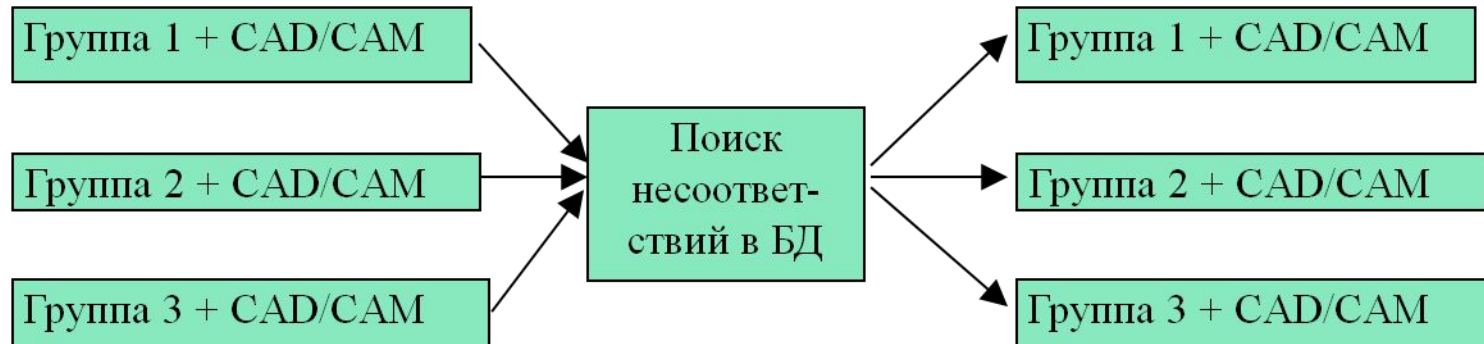 Группа 1 + CAD/CAM
Группа 2 + CAD/CAM
Группа 3 + CAD/CAM
Поиск
несоответ-
ствий в БД
Группа 1 + CAD/CAM
Группа 2 + CAD/CAM
Группа 3 + CAD/CAM